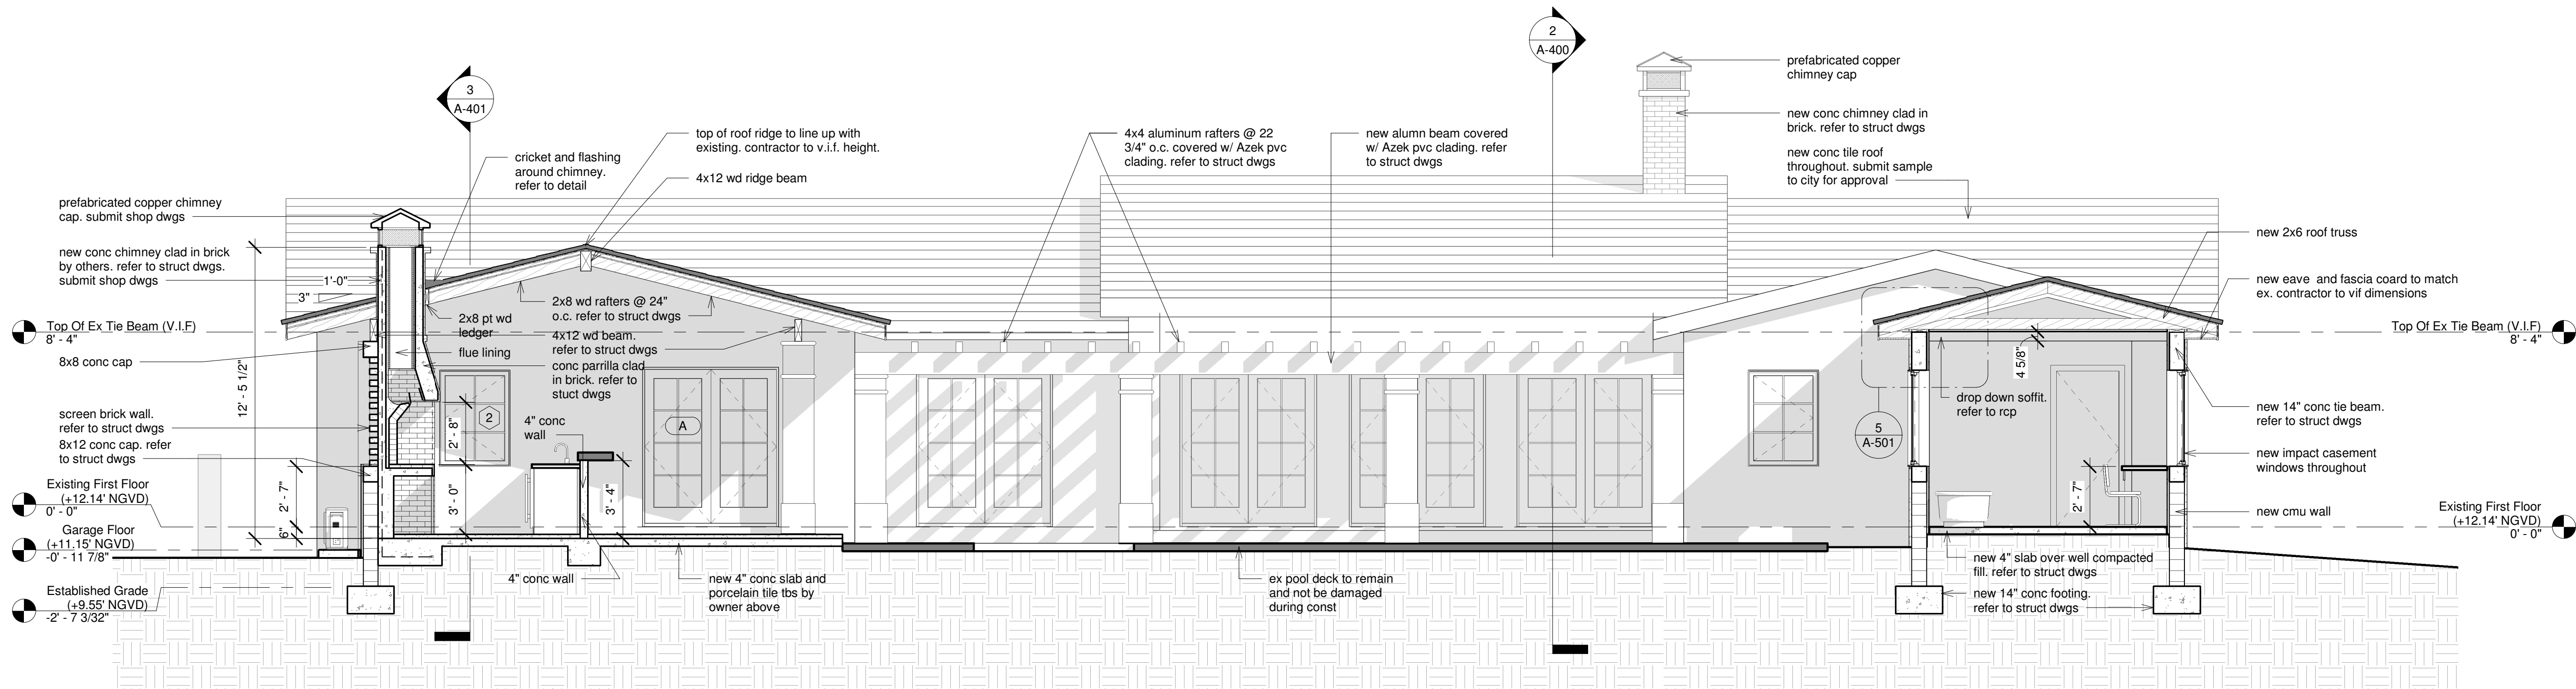 2
A-400
prefabricated copper
chimney cap
3
A-401
new conc chimney clad in
brick. refer to struct dwgs
top of roof ridge to line up with
existing. contractor to v.i.f. height.
4x4 aluminum rafters @ 22
3/4" o.c. covered w/ Azek pvc
clading. refer to struct dwgs
new alumn beam covered
w/ Azek pvc clading. refer
to struct dwgs
new conc tile roof
throughout. submit sample
to city for approval
cricket and flashing
around chimney.
refer to detail
4x12 wd ridge beam
prefabricated copper chimney
cap. submit shop dwgs
new 2x6 roof truss
new conc chimney clad in brick
by others. refer to struct dwgs.
submit shop dwgs
1'-0"
3"
new eave and fascia coard to match
ex. contractor to vif dimensions
2x8 wd rafters @ 24"
o.c. refer to struct dwgs
2x8 pt wd
ledger
Top Of Ex Tie Beam (V.I.F)
8' - 4"
4x12 wd beam.
refer to struct dwgs
Top Of Ex Tie Beam (V.I.F)
8' - 4"
8x8 conc cap
flue lining
conc parrilla clad
in brick. refer to
stuct dwgs
4 5/8"
12' - 5 1/2"
drop down soffit.
refer to rcp
screen brick wall.
refer to struct dwgs
2
A
4" conc
wall
2' - 8"
5
A-501
new 14" conc tie beam.
refer to struct dwgs
8x12 conc cap. refer
to struct dwgs
new impact casement
windows throughout
Existing First Floor
(+12.14' NGVD)
0' - 0"
2' - 7"
6"
3' - 0"
3' - 4"
2' - 7"
new cmu wall
Existing First Floor
(+12.14' NGVD)
0' - 0"
Garage Floor
(+11.15' NGVD)
-0' - 11 7/8"
new 4" slab over well compacted
fill. refer to struct dwgs
4" conc wall
new 4" conc slab and
porcelain tile tbs by
owner above
ex pool deck to remain
and not be damaged
during const
new 14" conc footing.
refer to struct dwgs
Established Grade
(+9.55' NGVD)
-2' - 7 3/32"